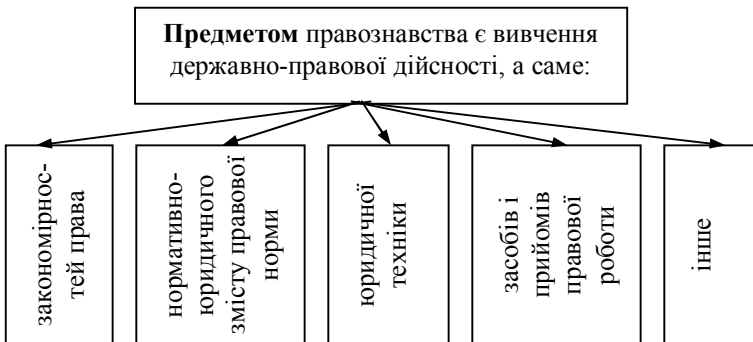 Предметом правознавства є вивчення
державно-правової дійсності, а саме:
закономірнос-
тей права
нормативно-
юридичного
змісту правової
норми
юридичної
техніки
засобів і
прийомів
правової
роботи
інше